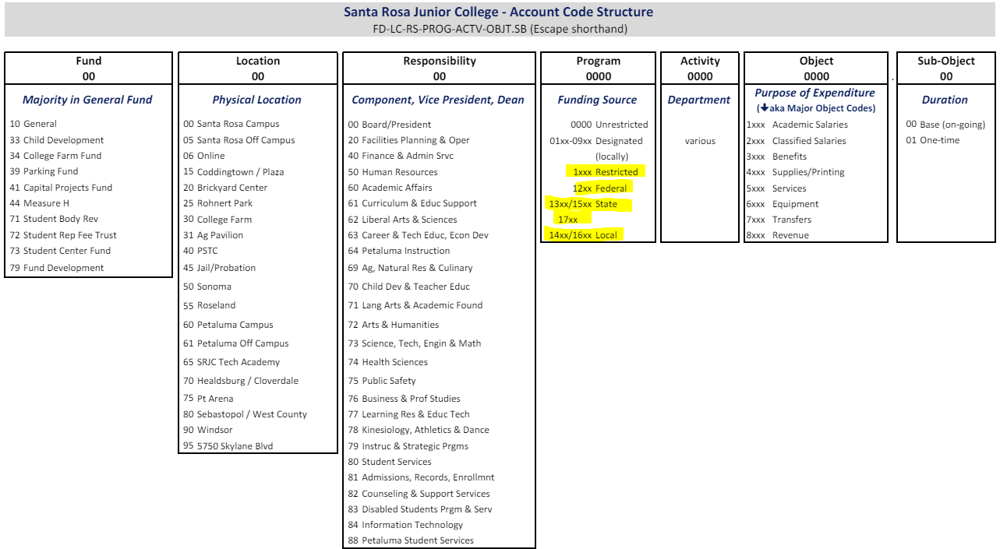 Santa Rosa Junior College - Account Code Structure
FD-LC-RS-PROG-ACTV-OBJT.SB (Escape shorthand)
Fund
00
Majority in General Fund
10 General
33 Child Development
34 College Farm Fund
39 Parking Fund
41 Capital Projects Fund
44 Measure H
71 Student Body Rev
72 Student Rep Fee Trust
73 Student Center Fund
79 Fund Development
Location
00
Physical Location
00 Santa Rosa Campus
05 Santa Rosa Off Campus
06 Online
15 Coddingtown / Plaza
20 Brickyard Center
25 Rohnert Park
30 College Farm
31 Ag Pavilion
40 PSTC
45 Jail/Probation
50 Sonoma
55 Roseland
60 Petaluma Campus
61 Petaluma Off Campus
65 SRJC Tech Academy
70 Healdsburg / Cloverdale
75 Pt Arena
80 Sebastopol / West County
90 Windsor
95 5750 Skylane Blvd
Responsibility
00
Component, Vice President, Dean
00 Board/President
20 Facilities Planning & Oper
40 Finance & Admin Srvc
50 Human Resources
60 Academic Affairs
61 Curriculum & Educ Support
62 Liberal Arts & Sciences
63 Career & Tech Educ, Econ Dev
64 Petaluma Instruction
69 Ag, Natural Res & Culinary
70 Child Dev & Teacher Educ
71 Lang Arts & Academic Found
72 Arts & Humanities
73 Science, Tech, Engin & Math
74 Health Sciences
75 Public Safety
76 Business & Prof Studies
77 Learning Res & Educ Tech
78 Kinesiology, Athletics & Dance
79 Instruc & Strategic Prgms
80 Student Services
81 Admissions, Records, Enrollmnt
82 Counseling & Support Services
83 Disabled Students Prgm & Serv
84 Information Technology
88 Petaluma Student Services
Program
0000
Funding Source
0000 Unrestricted
01xx-09xx Designated
(locally)
1xxx Restricted
12xx Federal
13xx/15xx State
17xx
14xx/16xx Local
Activity
0000
Department
various
Object
0000
Purpose of Expenditure
(🡇aka Major Object Codes)
1xxx Academic Salaries
2xxx Classified Salaries
3xxx Benefits
4xxx Supplies/Printing
5xxx Services
6xxx Equipment
7xxx Transfers
8xxx Revenue
.
Sub-Object
00
Duration
00 Base (on-going)
01 One-time